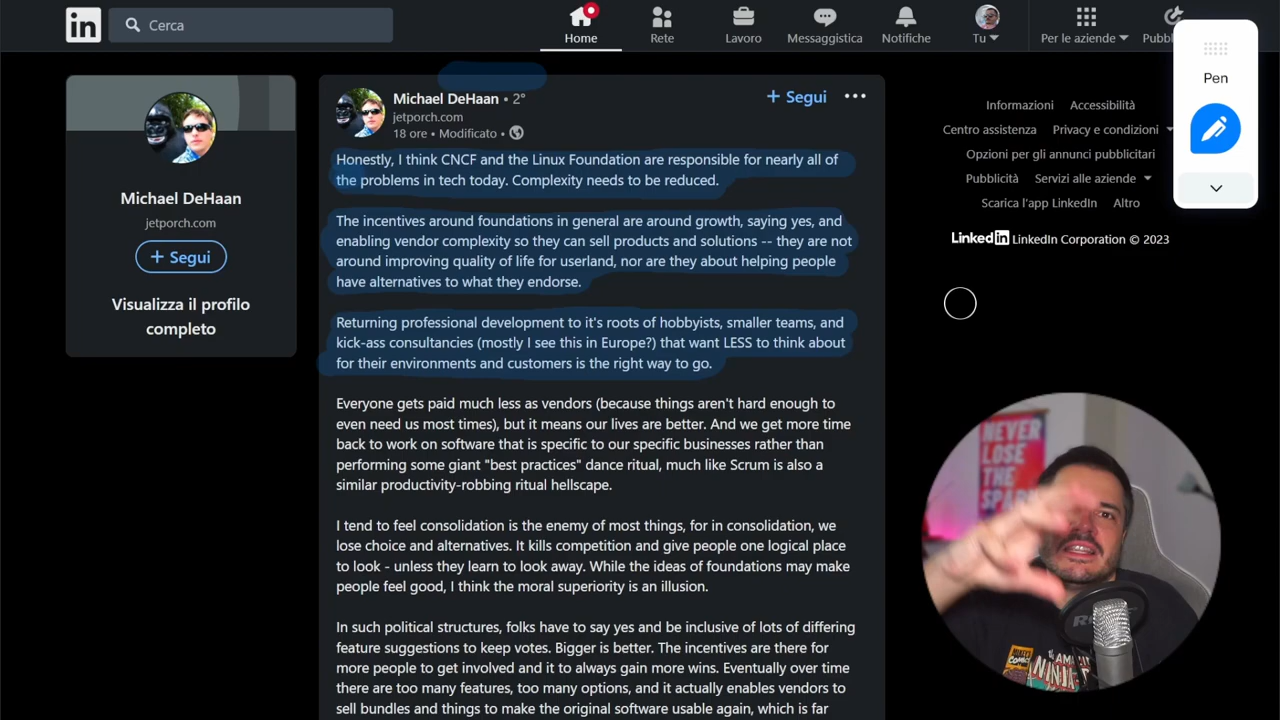 in
Cerca
Home
Rete
Lavoro
Messaggistica
Notifiche
Tu
Per le aziende
Pen
Michael DeHaan
jetporch.com
+ Segui
Visualizza il profilo
completo
Michael DeHaan • 2°
jetporch.com
18 ore • Modificato •
+ Segui
Honestly, I think CNCF and the Linux Foundation are responsible for nearly all of
the problems in tech today. Complexity needs to be reduced.
The incentives around foundations in general are around growth, saying yes, and
enabling vendor complexity so they can sell products and solutions -- they are not
around improving quality of life for userland, nor are they about helping people
have alternatives to what they endorse.
Returning professional development to it's roots of hobbyists, smaller teams, and
kick-ass consultancies (mostly I see this in Europe?) that want LESS to think about
for their environments and customers is the right way to go.
Everyone gets paid much less as vendors (because things aren't hard enough to
even need us most times), but it means our lives are better. And we get more time
back to work on software that is specific to our specific businesses rather than
performing some giant "best practices" dance ritual, much like Scrum is also a
similar productivity-robbing ritual hellscape.
I tend to feel consolidation is the enemy of most things, for in consolidation, we
lose choice and alternatives. It kills competition and give people one logical place
to look - unless they learn to look away. While the ideas of foundations may make
people feel good, I think the moral superiority is an illusion.
In such political structures, folks have to say yes and be inclusive of lots of differing
feature suggestions to keep votes. Bigger is better. The incentives are there for
more people to get involved and it to always gain more wins. Eventually over time
there are too many features, too many options, and it actually enables vendors to
sell bundles and things to make the original software usable again, which is far
Informazioni Accessibilità
Centro assistenza Privacy e condizioni
Opzioni per gli annunci pubblicitari
Pubblicità Servizi alle aziende
Scarica l'app LinkedIn Altro
LinkedIn LinkedIn Corporation © 2023
NEVER
LOSE
THE